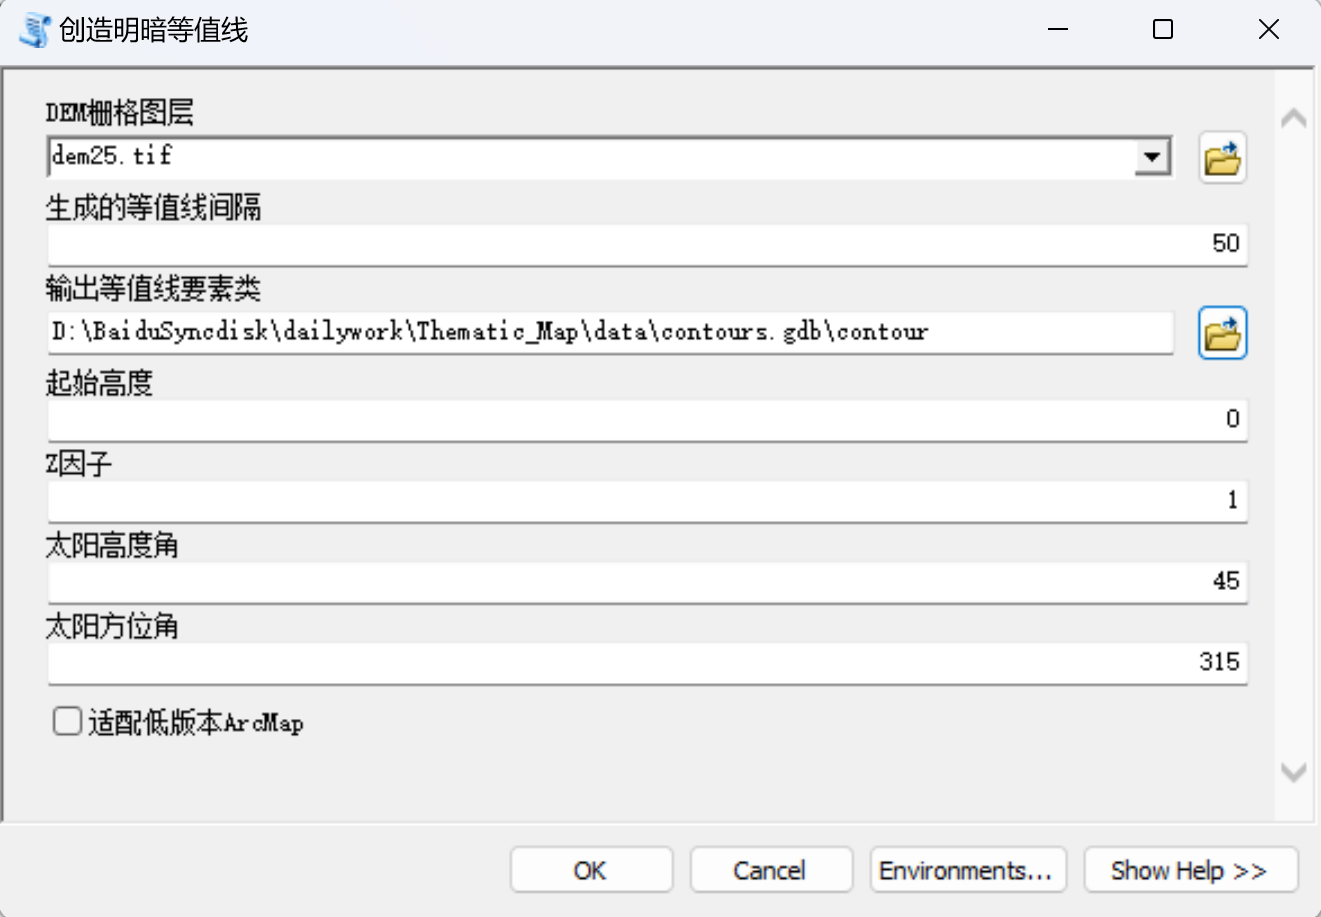 创造明暗等值线
DEM栅格图层
dem25.tif
生成的等值线间隔
50
输出等值线要素类
D:\BaiduSyncdisk\dailywork\Thematic_Map\data\contours.gdb\contour
起始高度
0
Z因子
1
太阳高度角
45
太阳方位角
315
适配低版本ArcMap
OK Cancel Environments... Show Help >>